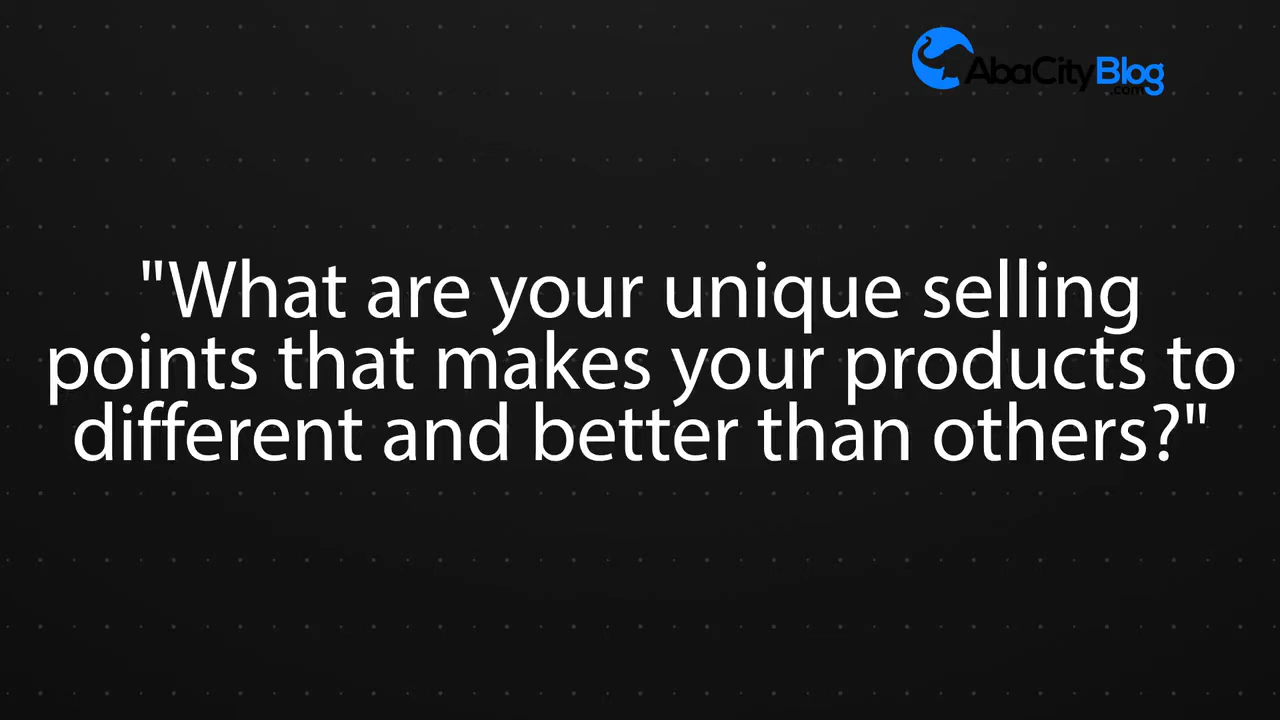 AbaCityBlog
.com
"What are your unique selling
points that makes your products to
different and better than others?"